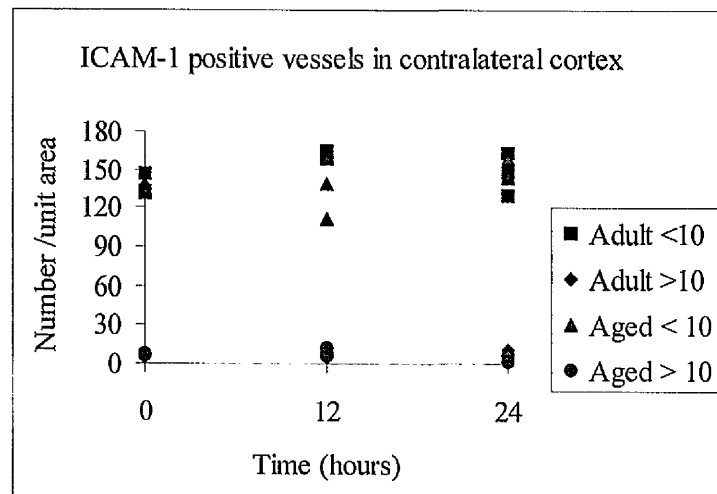 ICAM-1 positive vessels in contralateral cortex
180
150
120
90
60
30
0
Number /unit area
0
12
24
Time (hours)
Adult <10
Adult >10
Aged < 10
Aged > 10